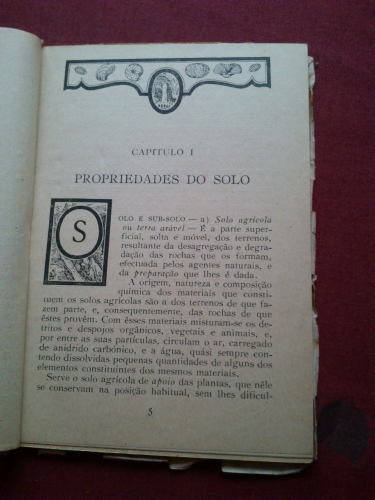 CAPITULO I
PROPRIEDADES DO SOLO
SOLO E SUB-SOLO — a) Solo agrícola
ou terra arável — É a parte super-
ficial, solta e móvel, dos terrenos,
resultante da desagregação e degra-
dação das rochas que os formam,
efectuada pelos agentes naturais, e
da preparação que lhes é dada.
A origem, natureza e composição
química dos materiais que consti-
tuem os solos agrícolas são a dos terrenos de que fa-
zem parte, e, consequentemente, das rochas de que
êstes provêm. Com êsses materiais misturam-se os de-
tritos e despojos orgânicos, vegetais e animais, e,
por entre as suas partículas, circulam o ar, carregado
de anidrido carbónico, e a água, quási sempre con-
tendo dissolvidas pequenas quantidades de alguns dos
elementos constituentes dos mesmos materiais.
Serve o solo agrícola de apoio das plantas, que nêle
se conservam na posição habitual, sem lhes dificul-
5